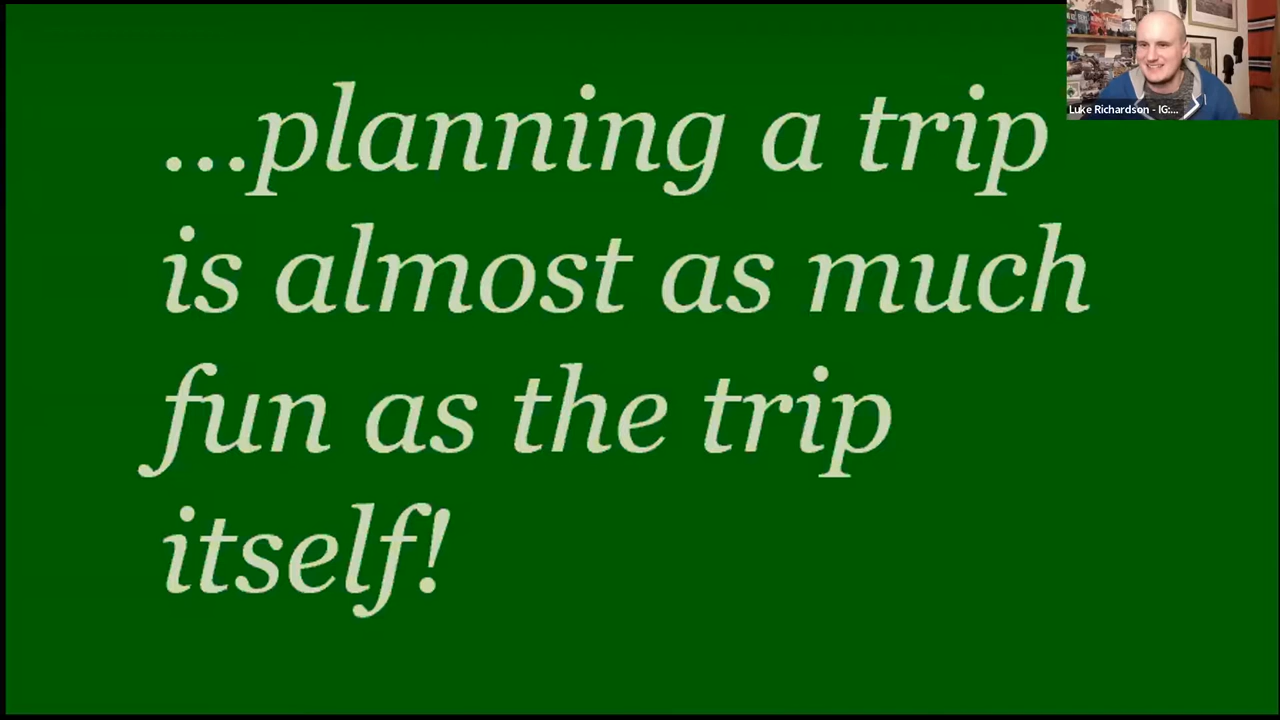 ...planning a trip
is almost as much
fun as the trip
itself!
Luke Richardson - IG:...